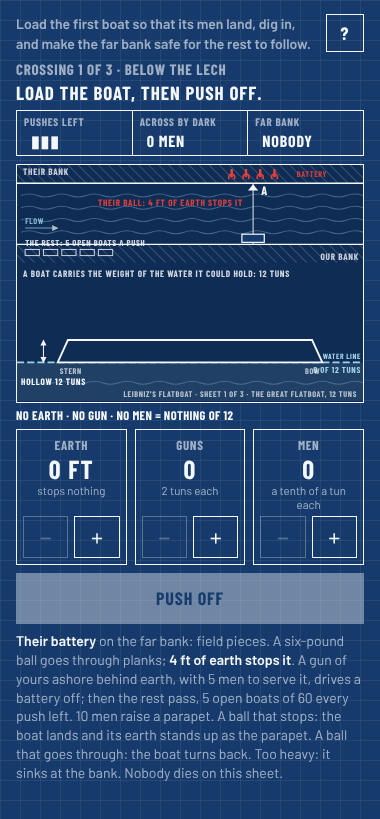 Load the first boat so that its men land, dig in,
and make the far bank safe for the rest to follow.
?
CROSSING 1 OF 3 · BELOW THE LECH
LOAD THE BOAT, THEN PUSH OFF.
PUSHES LEFT
ACROSS BY DARK
0 MEN
FAR BANK
NOBODY
THEIR BANK
BATTERY
A
THEIR BALL: 4 FT OF EARTH STOPS IT
FLOW
THE REST: 5 OPEN BOATS A PUSH
OUR BANK
A BOAT CARRIES THE WEIGHT OF THE WATER IT COULD HOLD: 12 TUNS
WATER LINE
STERN
OF 12 TUNS
HOLLOW 12 TUNS
LEIBNIZ'S FLATBOAT · SHEET 1 OF 3 · THE GREAT FLATBOAT, 12 TUNS
NO EARTH · NO GUN · NO MEN = NOTHING OF 12
EARTH
0 FT
stops nothing
− +
GUNS
0
2 tuns each
− +
MEN
0
a tenth of a tun
each
− +
PUSH OFF
Their battery on the far bank: field pieces. A six-pound
ball goes through planks; 4 ft of earth stops it. A gun of
yours ashore behind earth, with 5 men to serve it, drives a
battery off; then the rest pass, 5 open boats of 60 every
push left. 10 men raise a parapet. A ball that stops: the
boat lands and its earth stands up as the parapet. A ball
that goes through: the boat turns back. Too heavy: it
sinks at the bank. Nobody dies on this sheet.